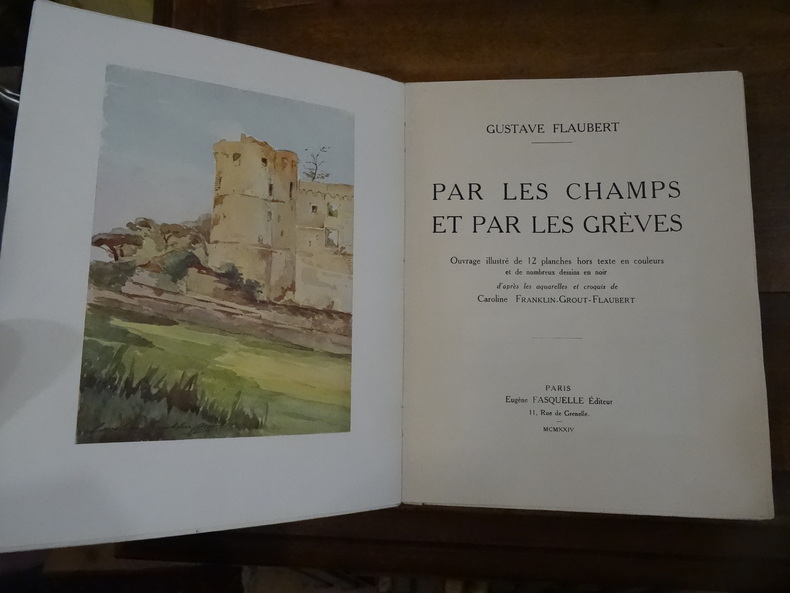 GUSTAVE FLAUBERT
PAR LES CHAMPS
ET PAR LES GRÈVES
Ouvrage illustré de 12 planches hors texte en couleurs
et de nombreux dessins en noir
d'après les aquarelles et croquis de
Caroline FRANKLIN-GROUT-FLAUBERT
PARIS
Eugène FASQUELLE Éditeur
11, Rue de Grenelle.
MCMXXIV